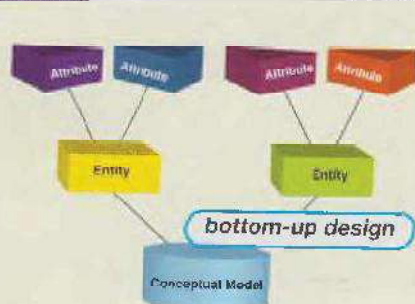 Attribute Attribute Attribute Attribute
Entity Entity
bottom-up design
Conceptual Model